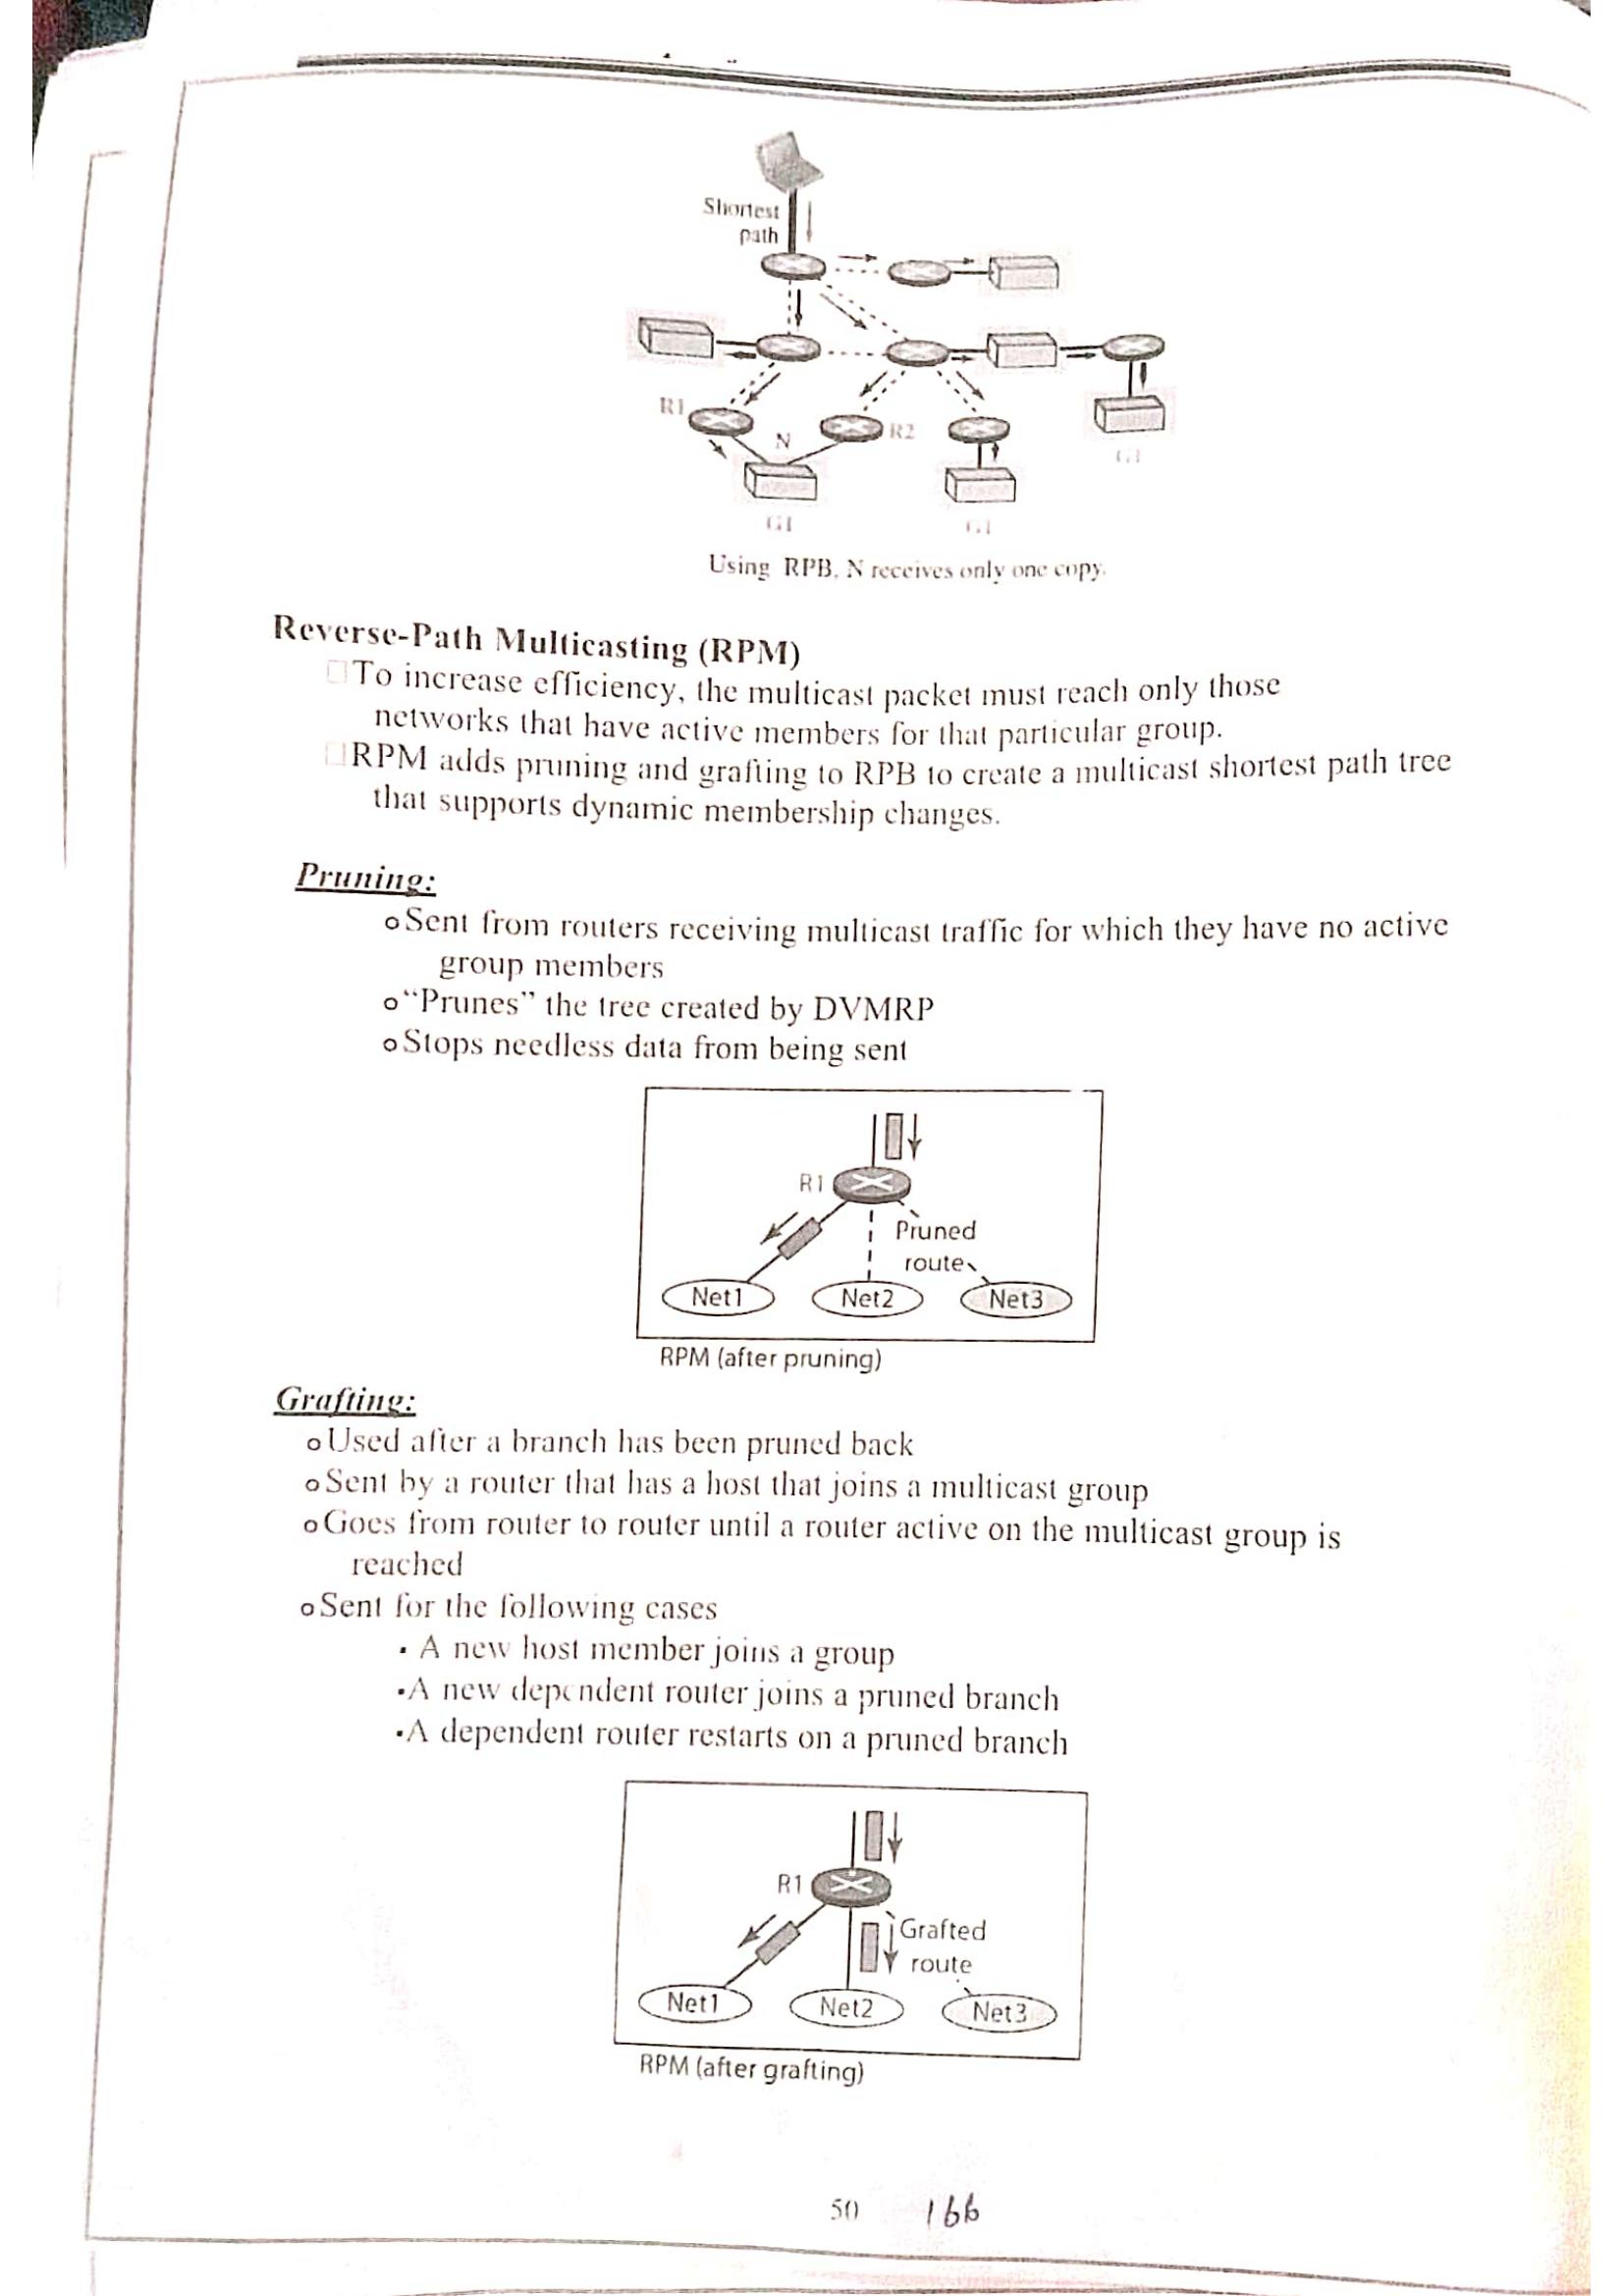 Shortest
path
R1
N
R2
G1
G1
G1
Using RPB, N receives only one copy.
Reverse-Path Multicasting (RPM)
To increase efficiency, the multicast packet must reach only those
networks that have active members for that particular group.
RPM adds pruning and grafting to RPB to create a multicast shortest path tree
that supports dynamic membership changes.
Pruning:
o Sent from routers receiving multicast traffic for which they have no active
group members
o "Prunes" the tree created by DVMRP
o Stops needless data from being sent
R1
Pruned
route
Net1 Net2 Net3
RPM (after pruning)
Grafting:
o Used after a branch has been pruned back
o Sent by a router that has a host that joins a multicast group
o Goes from router to router until a router active on the multicast group is
reached
o Sent for the following cases
▪ A new host member joins a group
▪ A new dependent router joins a pruned branch
▪ A dependent router restarts on a pruned branch
R1
Grafted
route
Net1 Net2 Net3
RPM (after grafting)
50 166